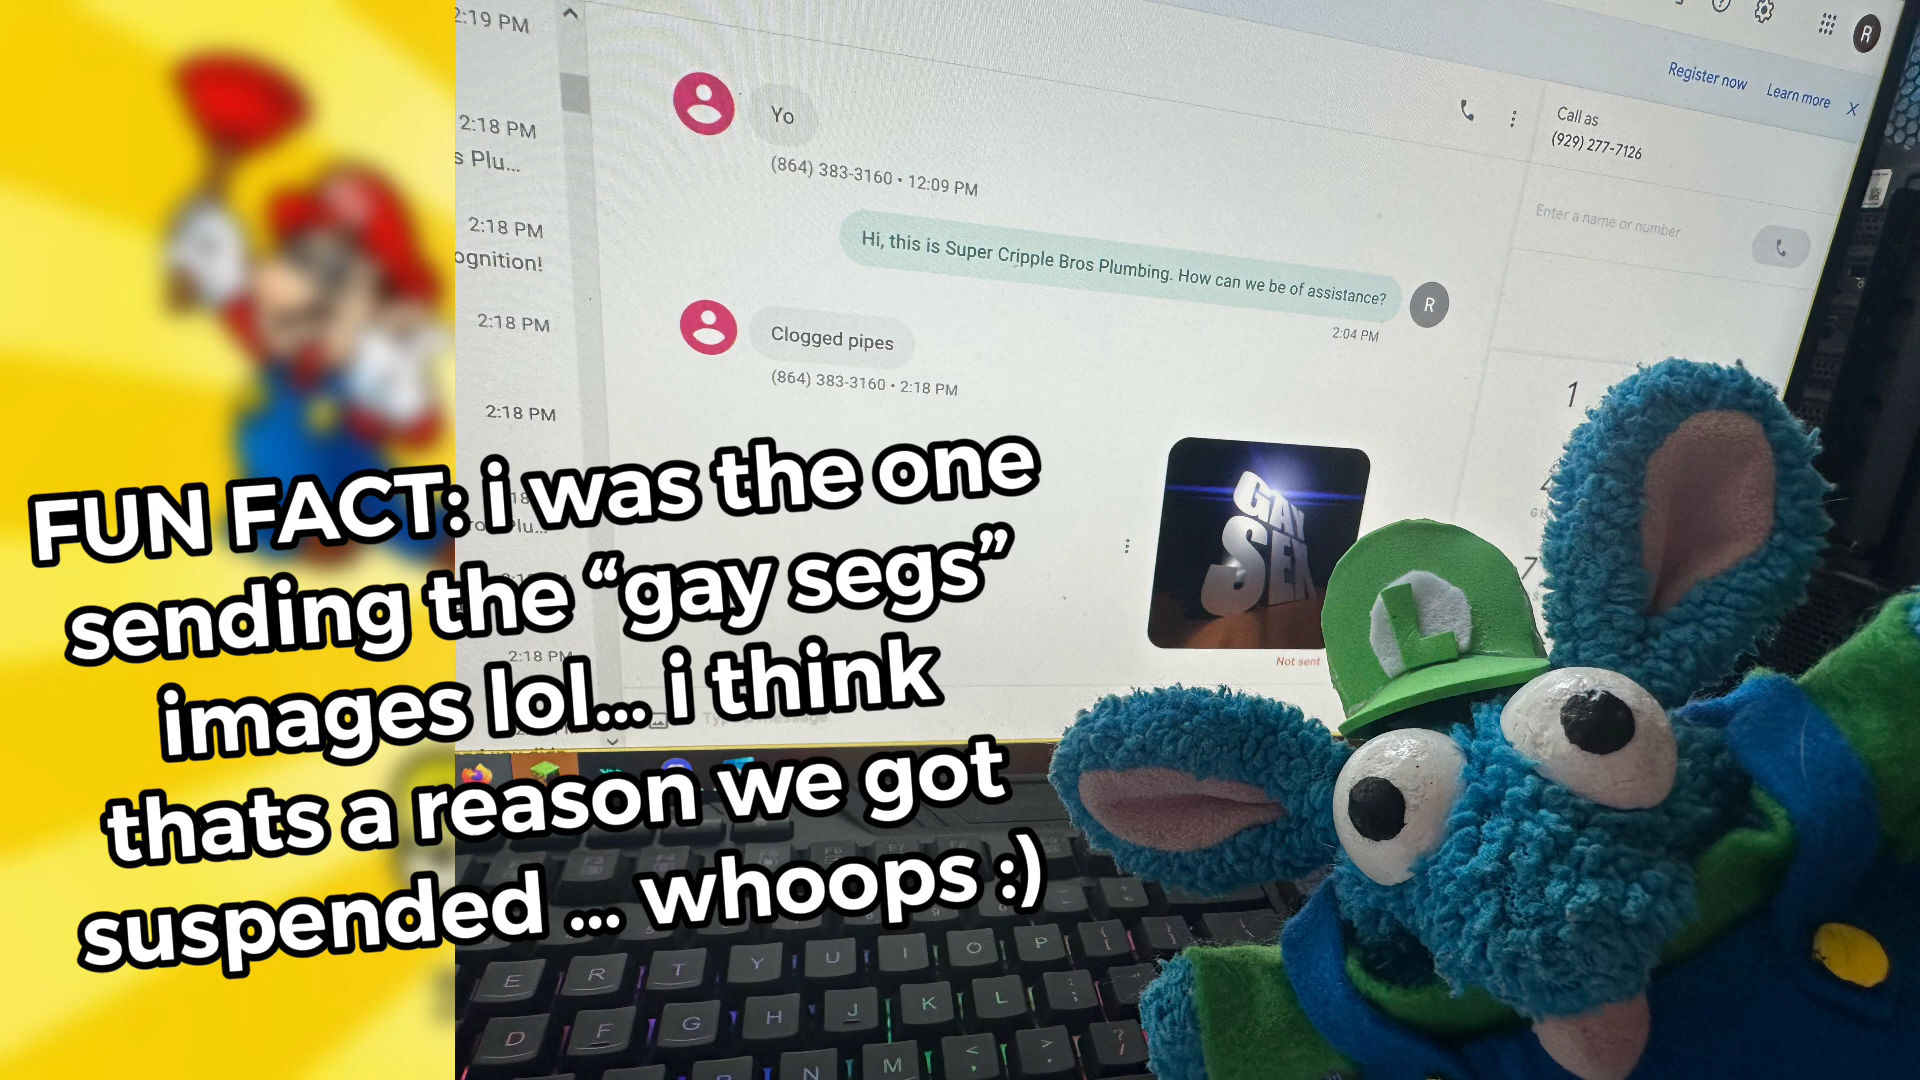 2:19 PM
2:18 PM
s Plu...
2:18 PM
ognition!
2:18 PM
2:18 PM
2:18 PM
Register now Learn more X
R
Yo
(864) 383-3160 • 12:09 PM
Hi, this is Super Cripple Bros Plumbing. How can we be of assistance?
R
2:04 PM
Clogged pipes
(864) 383-3160 • 2:18 PM
GAY
SEX
Not sent
Call as
(929) 277-7126
Enter a name or number
1
7
L
FUN FACT: i was the one
sending the “gay segs”
images lol... i think
thats a reason we got
suspended ... whoops :)
E R T Y U I O P
D F G H J K L
N M